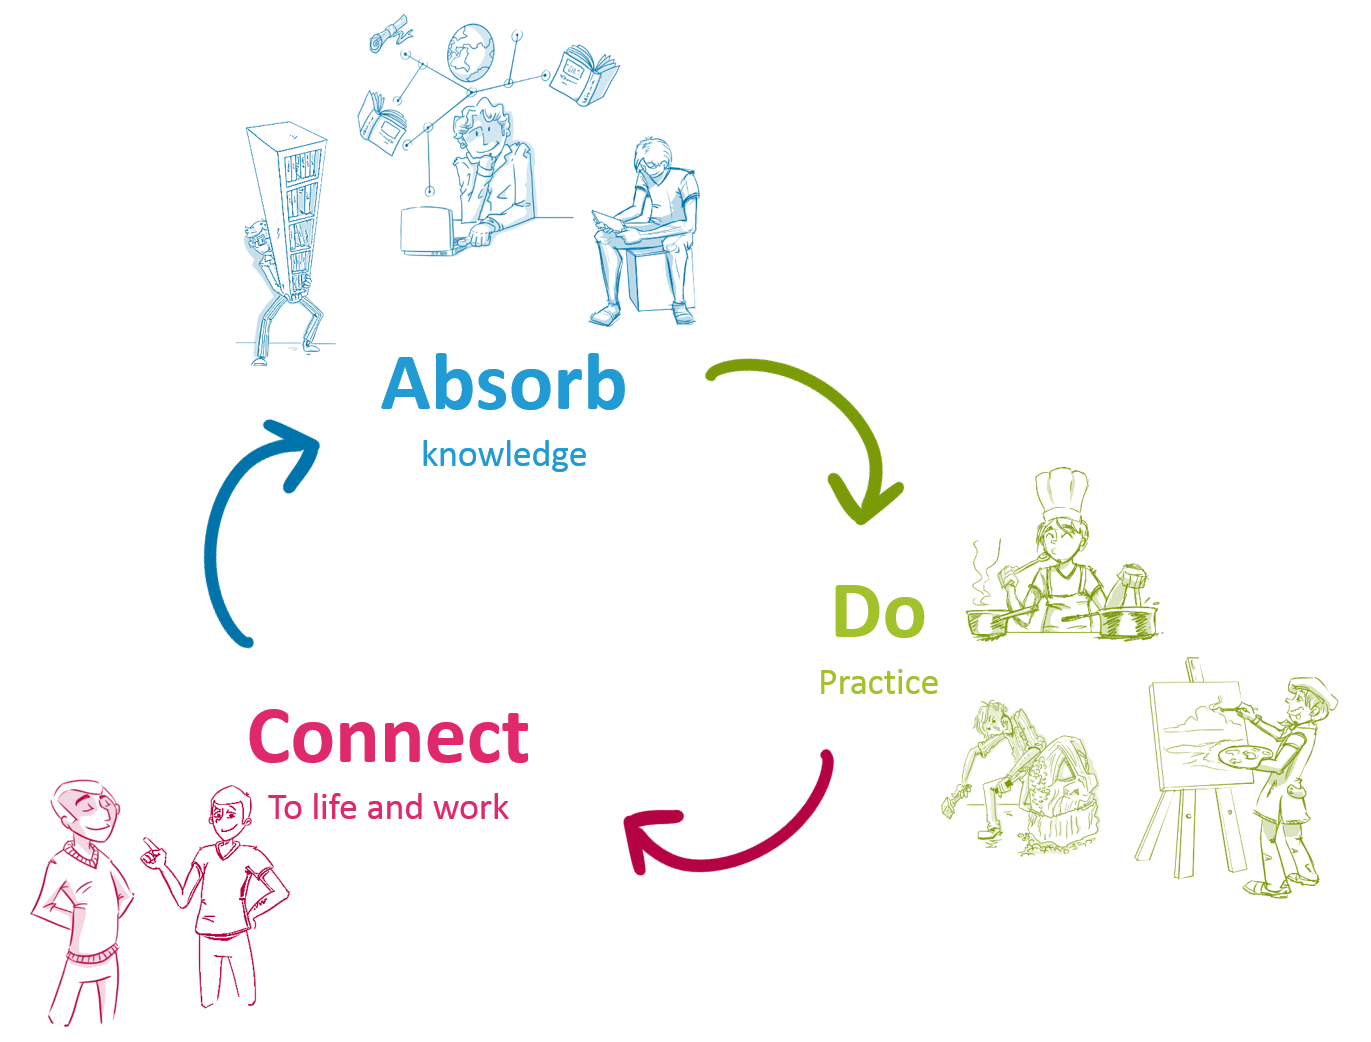 Absorb
knowledge
Do
Practice
Connect
To life and work